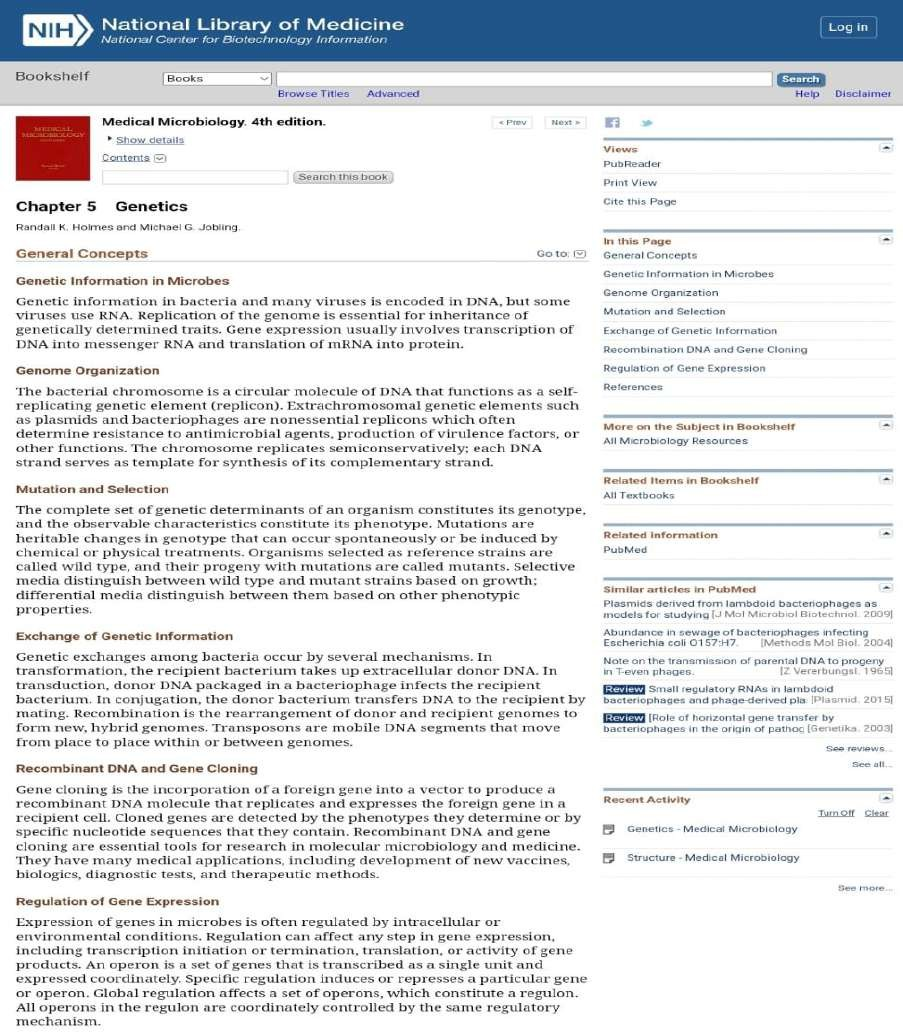 NIH National Library of Medicine
National Center for Biotechnology Information
Log in
Bookshelf
Books
Search
Browse Titles Advanced
Help Disclaimer
MEDICAL
MICROBIOLOGY
Medical Microbiology. 4th edition.
Show details
Contents
Search this book
< Prev Next >
Chapter 5 Genetics
Randall K. Holmes and Michael G. Jobling.
General Concepts
Go to:
Genetic Information in Microbes
Genetic information in bacteria and many viruses is encoded in DNA, but some
viruses use RNA. Replication of the genome is essential for inheritance of
genetically determined traits. Gene expression usually involves transcription of
DNA into messenger RNA and translation of mRNA into protein.
Genome Organization
The bacterial chromosome is a circular molecule of DNA that functions as a self-
replicating genetic element (replicon). Extrachromosomal genetic elements such
as plasmids and bacteriophages are nonessential replicons which often
determine resistance to antimicrobial agents, production of virulence factors, or
other functions. The chromosome replicates semiconservatively; each DNA
strand serves as template for synthesis of its complementary strand.
Mutation and Selection
The complete set of genetic determinants of an organism constitutes its genotype,
and the observable characteristics constitute its phenotype. Mutations are
heritable changes in genotype that can occur spontaneously or be induced by
chemical or physical treatments. Organisms selected as reference strains are
called wild type, and their progeny with mutations are called mutants. Selective
media distinguish between wild type and mutant strains based on growth;
differential media distinguish between them based on other phenotypic
properties.
Exchange of Genetic Information
Genetic exchanges among bacteria occur by several mechanisms. In
transformation, the recipient bacterium takes up extracellular donor DNA. In
transduction, donor DNA packaged in a bacteriophage infects the recipient
bacterium. In conjugation, the donor bacterium transfers DNA to the recipient by
mating. Recombination is the rearrangement of donor and recipient genomes to
form new, hybrid genomes. Transposons are mobile DNA segments that move
from place to place within or between genomes.
Recombinant DNA and Gene Cloning
Gene cloning is the incorporation of a foreign gene into a vector to produce a
recombinant DNA molecule that replicates and expresses the foreign gene in a
recipient cell. Cloned genes are detected by the phenotypes they determine or by
specific nucleotide sequences that they contain. Recombinant DNA and gene
cloning are essential tools for research in molecular microbiology and medicine.
They have many medical applications, including development of new vaccines,
biologics, diagnostic tests, and therapeutic methods.
Regulation of Gene Expression
Expression of genes in microbes is often regulated by intracellular or
environmental conditions. Regulation can affect any step in gene expression,
including transcription initiation or termination, translation, or activity of gene
products. An operon is a set of genes that is transcribed as a single unit and
expressed coordinately. Specific regulation induces or represses a particular gene
or operon. Global regulation affects a set of operons, which constitute a regulon.
All operons in the regulon are coordinately controlled by the same regulatory
mechanism.
Views
PubReader
Print View
Cite this Page
In this Page
General Concepts
Genetic Information in Microbes
Genome Organization
Mutation and Selection
Exchange of Genetic Information
Recombination DNA and Gene Cloning
Regulation of Gene Expression
References
More on the Subject in Bookshelf
All Microbiology Resources
Related Items in Bookshelf
All Textbooks
Related information
PubMed
Similar articles in PubMed
Plasmids derived from lambdoid bacteriophages as
models for studying [J Mol Microbiol Biotechnol. 2009]
Abundance in sewage of bacteriophages infecting
Escherichia coli O157:H7. [Methods Mol Biol. 2004]
Note on the transmission of parental DNA to progeny
in T-even phages. [Z Vererbungsl. 1965]
Review Small regulatory RNAs in lambdoid
bacteriophages and phage-derived pla [Plasmid. 2015]
Review [Role of horizontal gene transfer by
bacteriophages in the origin of pathog [Genetika. 2003]
See reviews...
See all...
Recent Activity
Turn Off Clear
Genetics - Medical Microbiology
Structure - Medical Microbiology
See more...